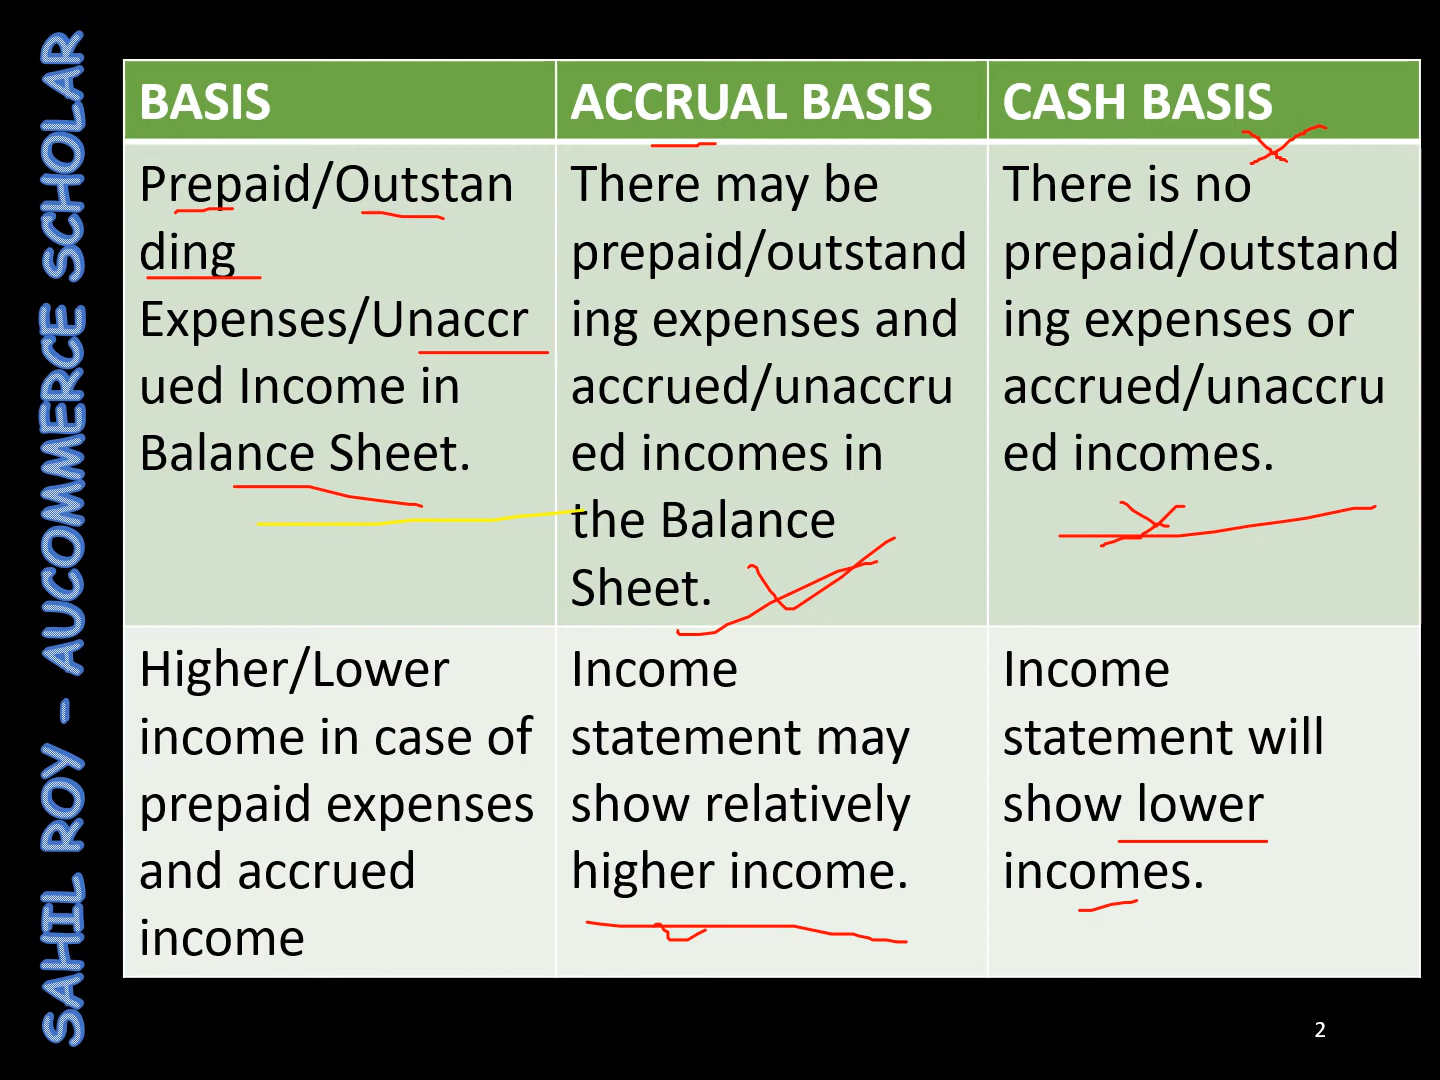 SAHIL ROY - AUCOMMERCE SCHOLAR
BASIS
ACCRUAL BASIS
CASH BASIS
Prepaid/Outstan
ding
Expenses/Unaccr
ued Income in
Balance Sheet.
There may be
prepaid/outstand
ing expenses and
accrued/unaccru
ed incomes in
the Balance
Sheet.
There is no
prepaid/outstand
ing expenses or
accrued/unaccru
ed incomes.
Higher/Lower
income in case of
prepaid expenses
and accrued
income
Income
statement may
show relatively
higher income.
Income
statement will
show lower
incomes.
2